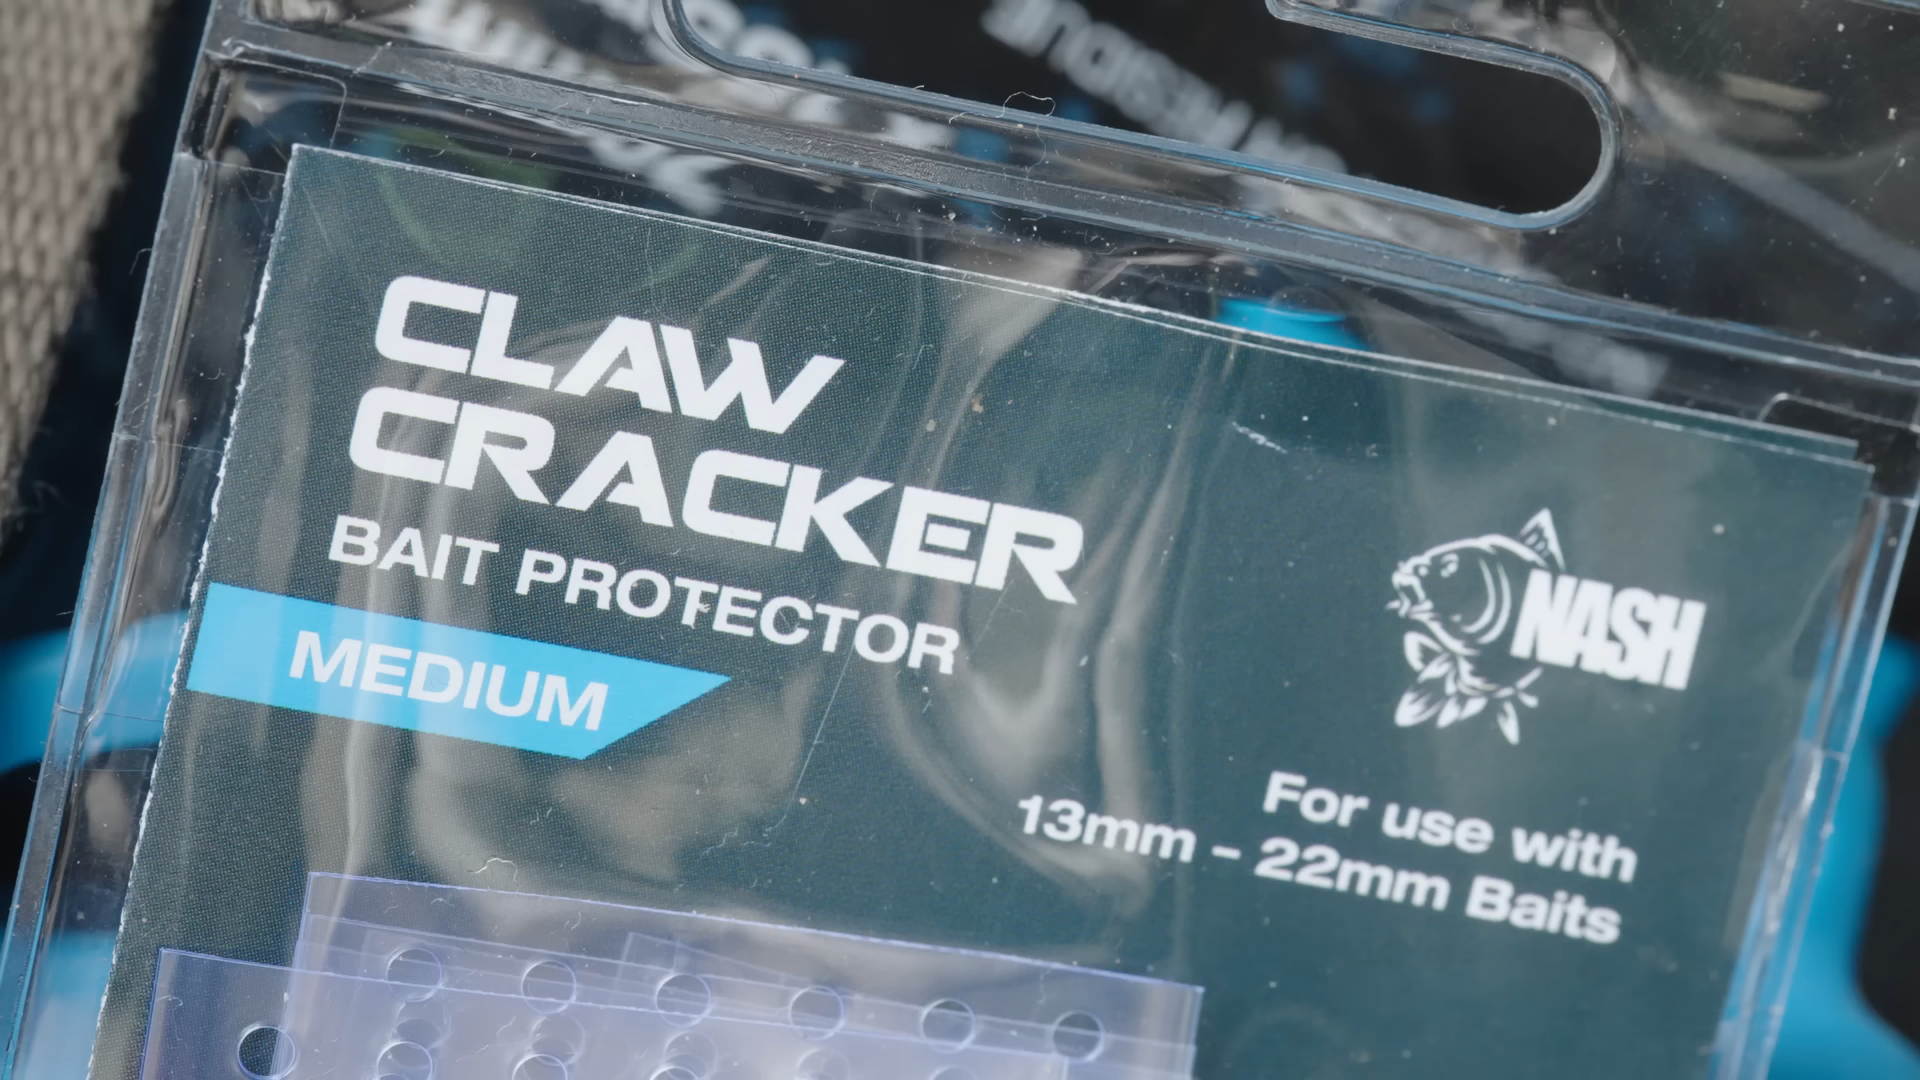 CLAW
CRACKER
BAIT PROTECTOR
MEDIUM
NASH
For use with
13mm – 22mm Baits